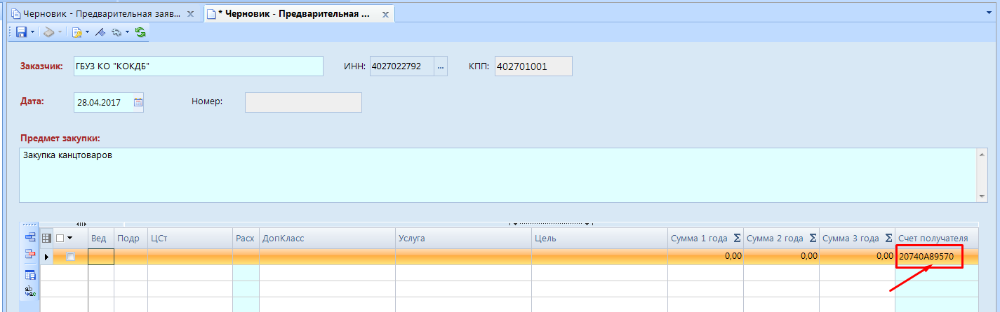 Черновик - Предварительная заяв...
* Черновик - Предварительная ...
Заказчик: ГБУЗ КО "КОКДБ" ИНН: 4027022792 ... КПП: 402701001
Дата: 28.04.2017 Номер:
Предмет закупки:
Закупка канцтоваров
Вед Подр ЦСт Расх ДопКласс Услуга Цель Сумма 1 года Σ Сумма 2 года Σ Сумма 3 года Σ Счет получателя
0,00 0,00 0,00 20740А89570
ab
ac